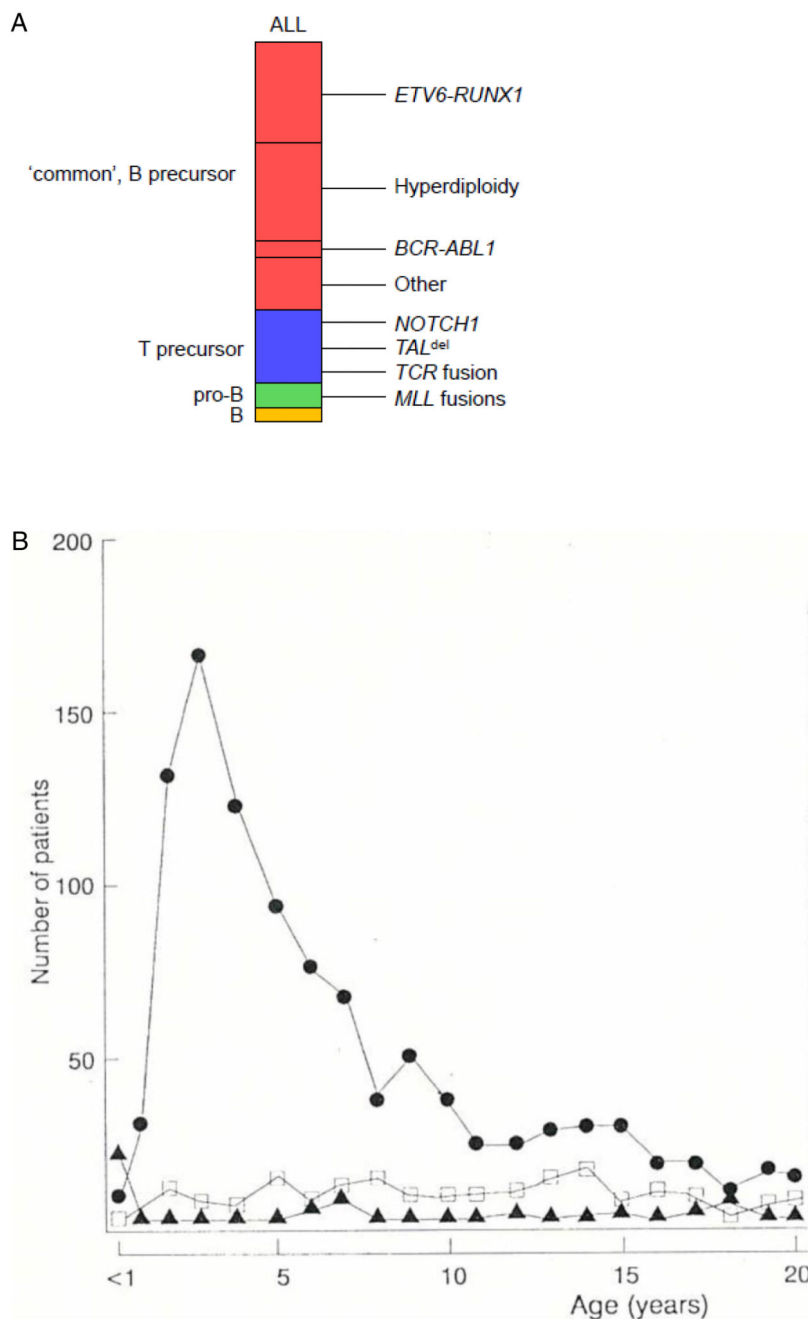 A
ALL
ETV6-RUNX1
‘common’, B precursor
Hyperdiploidy
BCR-ABL1
Other
NOTCH1
T precursor
TALdel
TCR fusion
pro-B
MLL fusions
B
B
200
150
100
50
Number of patients
<1
5
10
15
20
Age (years)